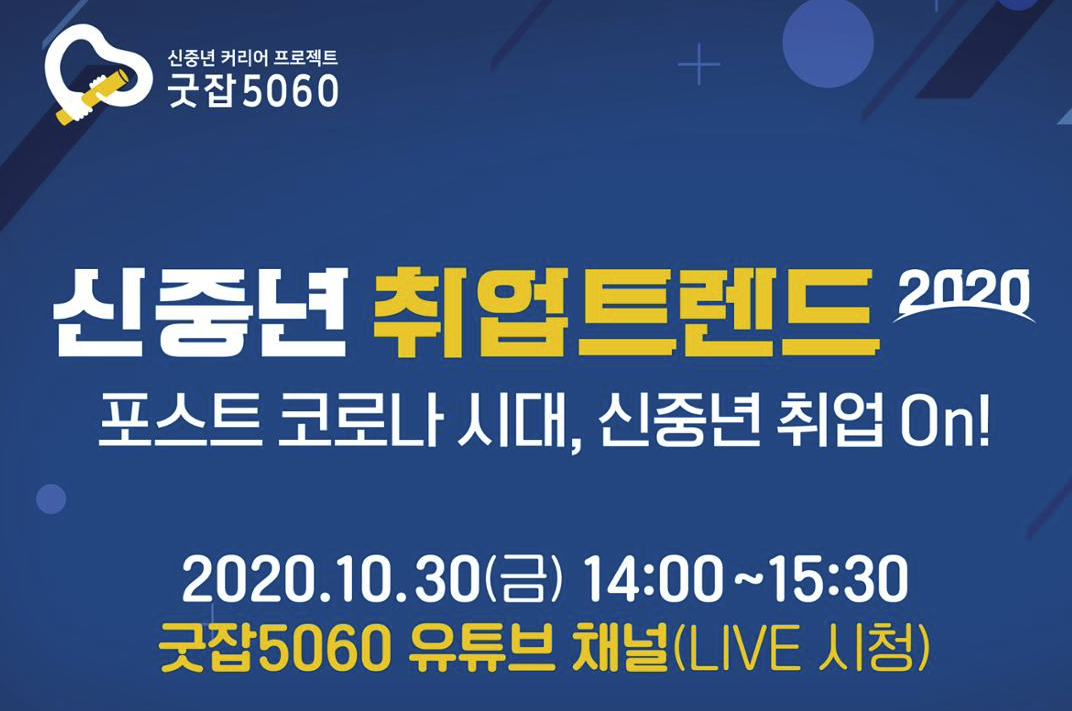 신중년 커리어 프로젝트
굿잡5060
신중년 취업트렌드 2020
포스트 코로나 시대, 신중년 취업 On!
2020.10.30(금) 14:00~15:30
굿잡5060 유튜브 채널(LIVE 시청)